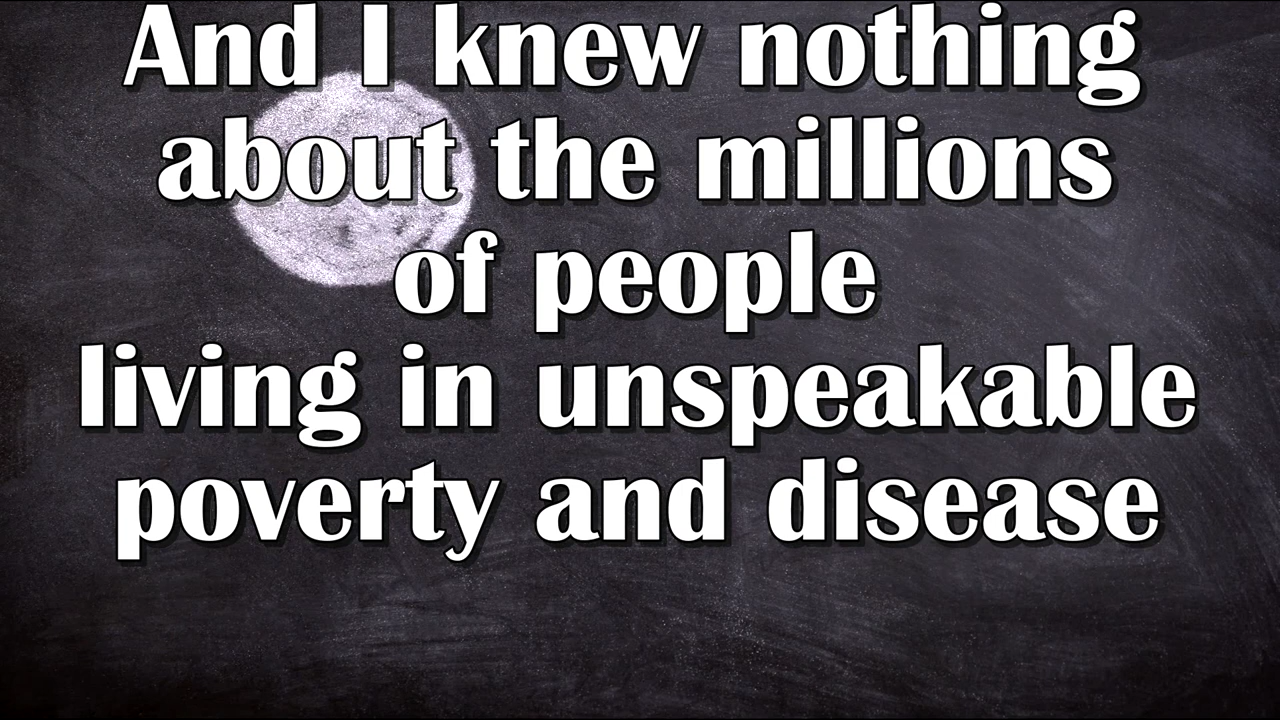 And I knew nothing
about the millions
of people
living in unspeakable
poverty and disease